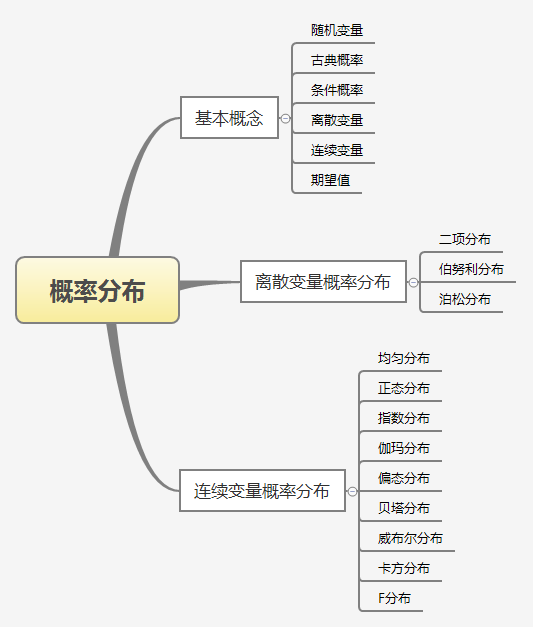 概率分布
基本概念
随机变量
古典概率
条件概率
离散变量
连续变量
期望值
离散变量概率分布
二项分布
伯努利分布
泊松分布
连续变量概率分布
均匀分布
正态分布
指数分布
伽玛分布
偏态分布
贝塔分布
威布尔分布
卡方分布
F分布